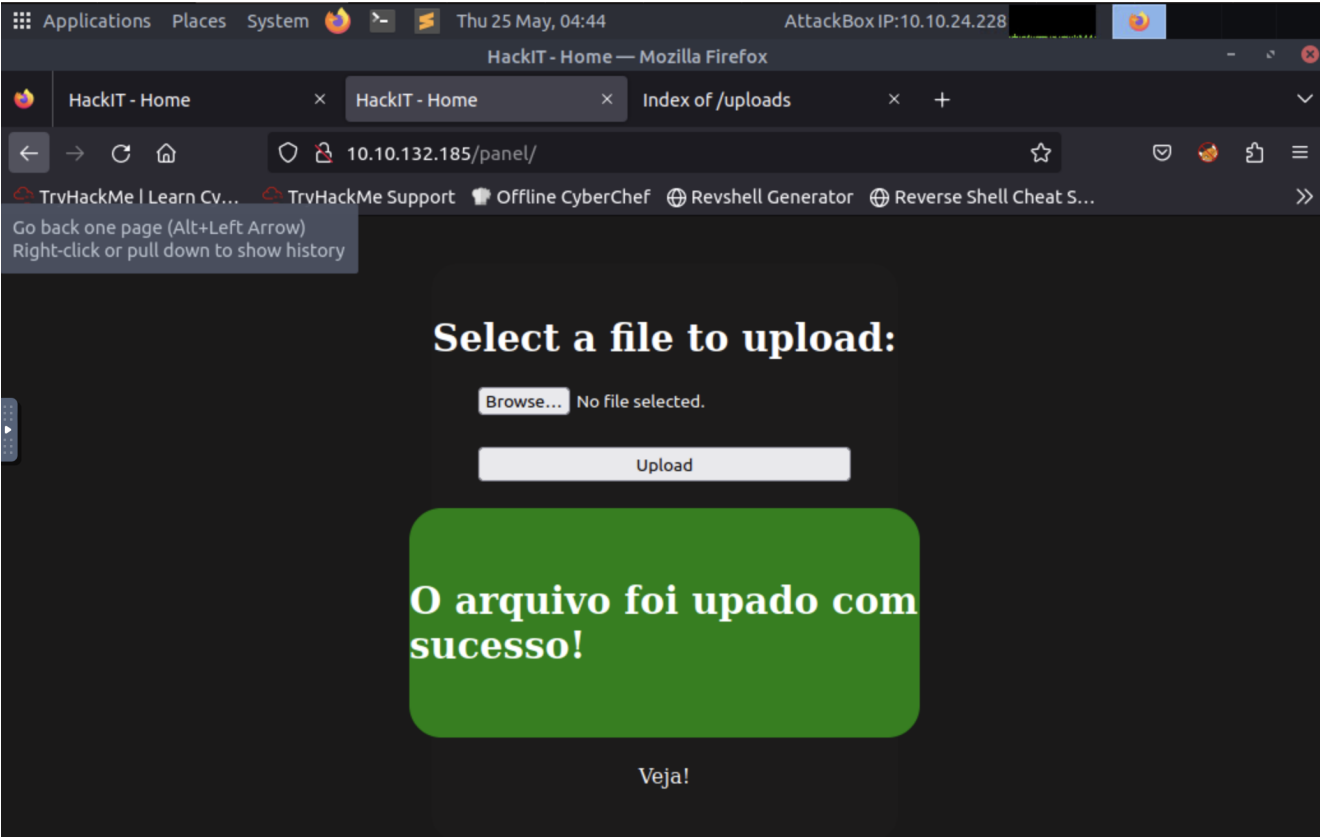 Applications Places System Thu 25 May, 04:44 AttackBox IP:10.10.24.228
HackIT - Home — Mozilla Firefox
HackIT - Home × HackIT - Home × Index of /uploads × +
10.10.132.185/panel/
TryHackMe | Learn Cy... TryHackMe Support Offline CyberChef Revshell Generator Reverse Shell Cheat S...
Go back one page (Alt+Left Arrow)
Right-click or pull down to show history
Select a file to upload:
Browse... No file selected.
Upload
O arquivo foi upado com
sucesso!
Veja!